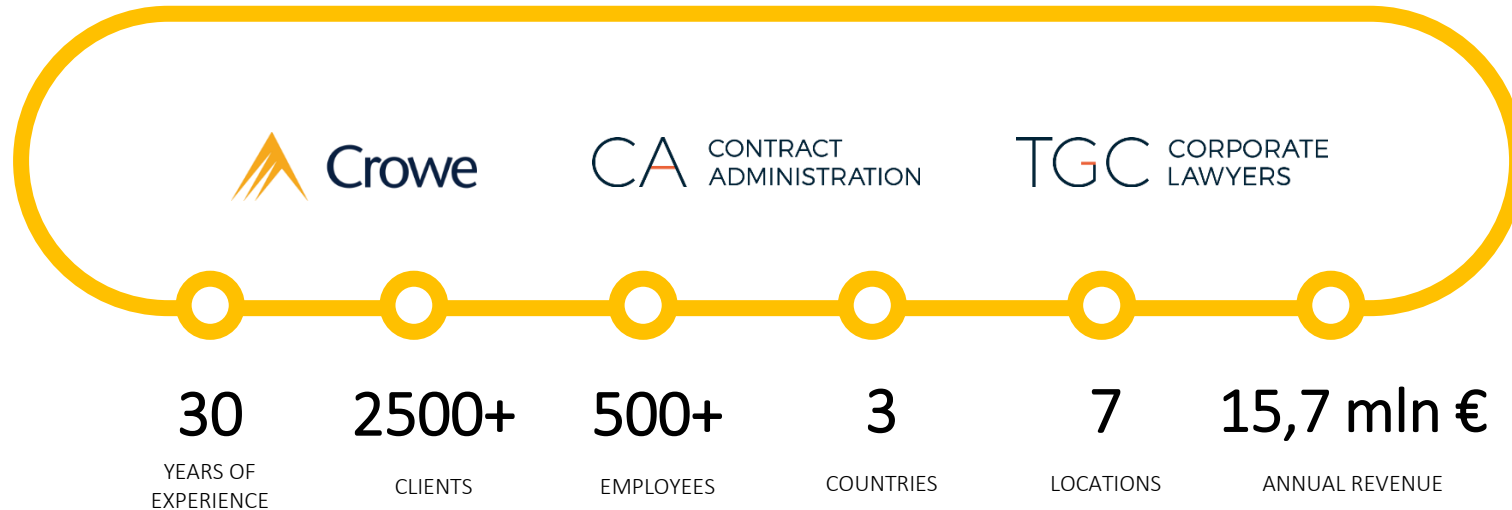 Crowe
CA CONTRACT
ADMINISTRATION
TGC CORPORATE
LAWYERS
30
YEARS OF
EXPERIENCE
2500+
CLIENTS
500+
EMPLOYEES
3
COUNTRIES
7
LOCATIONS
15,7 mln €
ANNUAL REVENUE